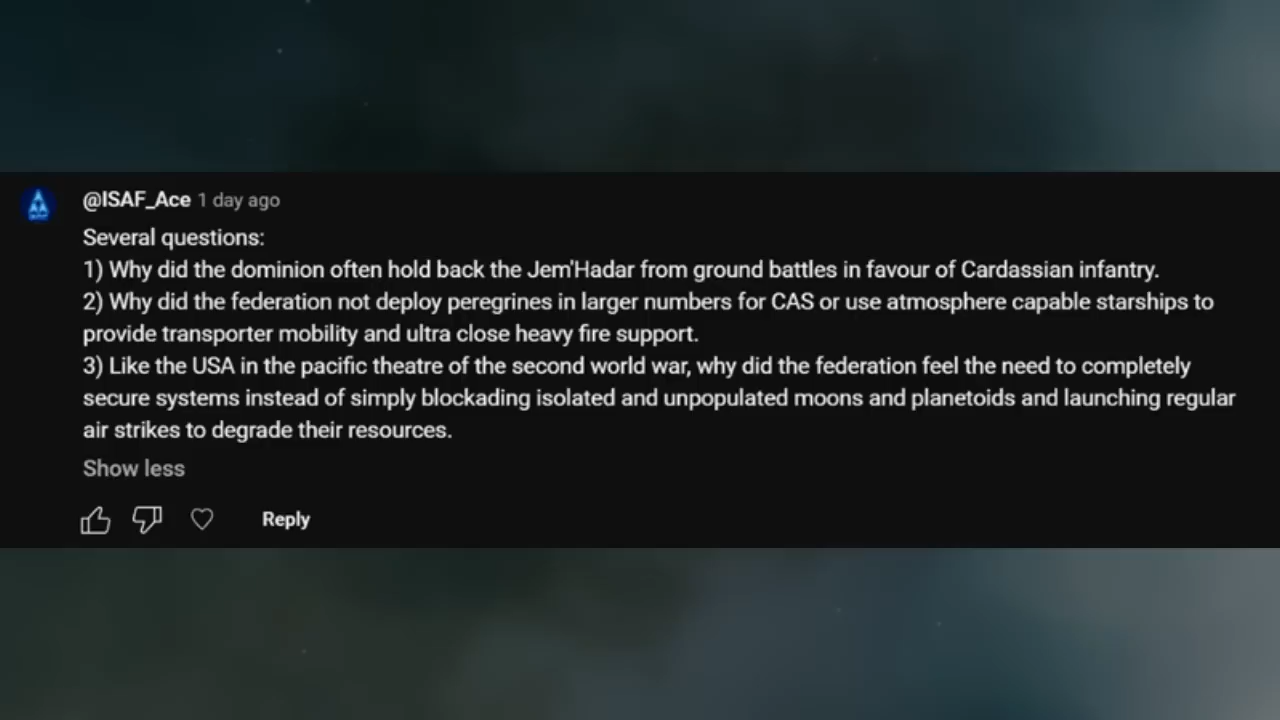 @ISAF_Ace 1 day ago
Several questions:
1) Why did the dominion often hold back the Jem'Hadar from ground battles in favour of Cardassian infantry.
2) Why did the federation not deploy peregrines in larger numbers for CAS or use atmosphere capable starships to
provide transporter mobility and ultra close heavy fire support.
3) Like the USA in the pacific theatre of the second world war, why did the federation feel the need to completely
secure systems instead of simply blockading isolated and unpopulated moons and planetoids and launching regular
air strikes to degrade their resources.
Show less
Reply